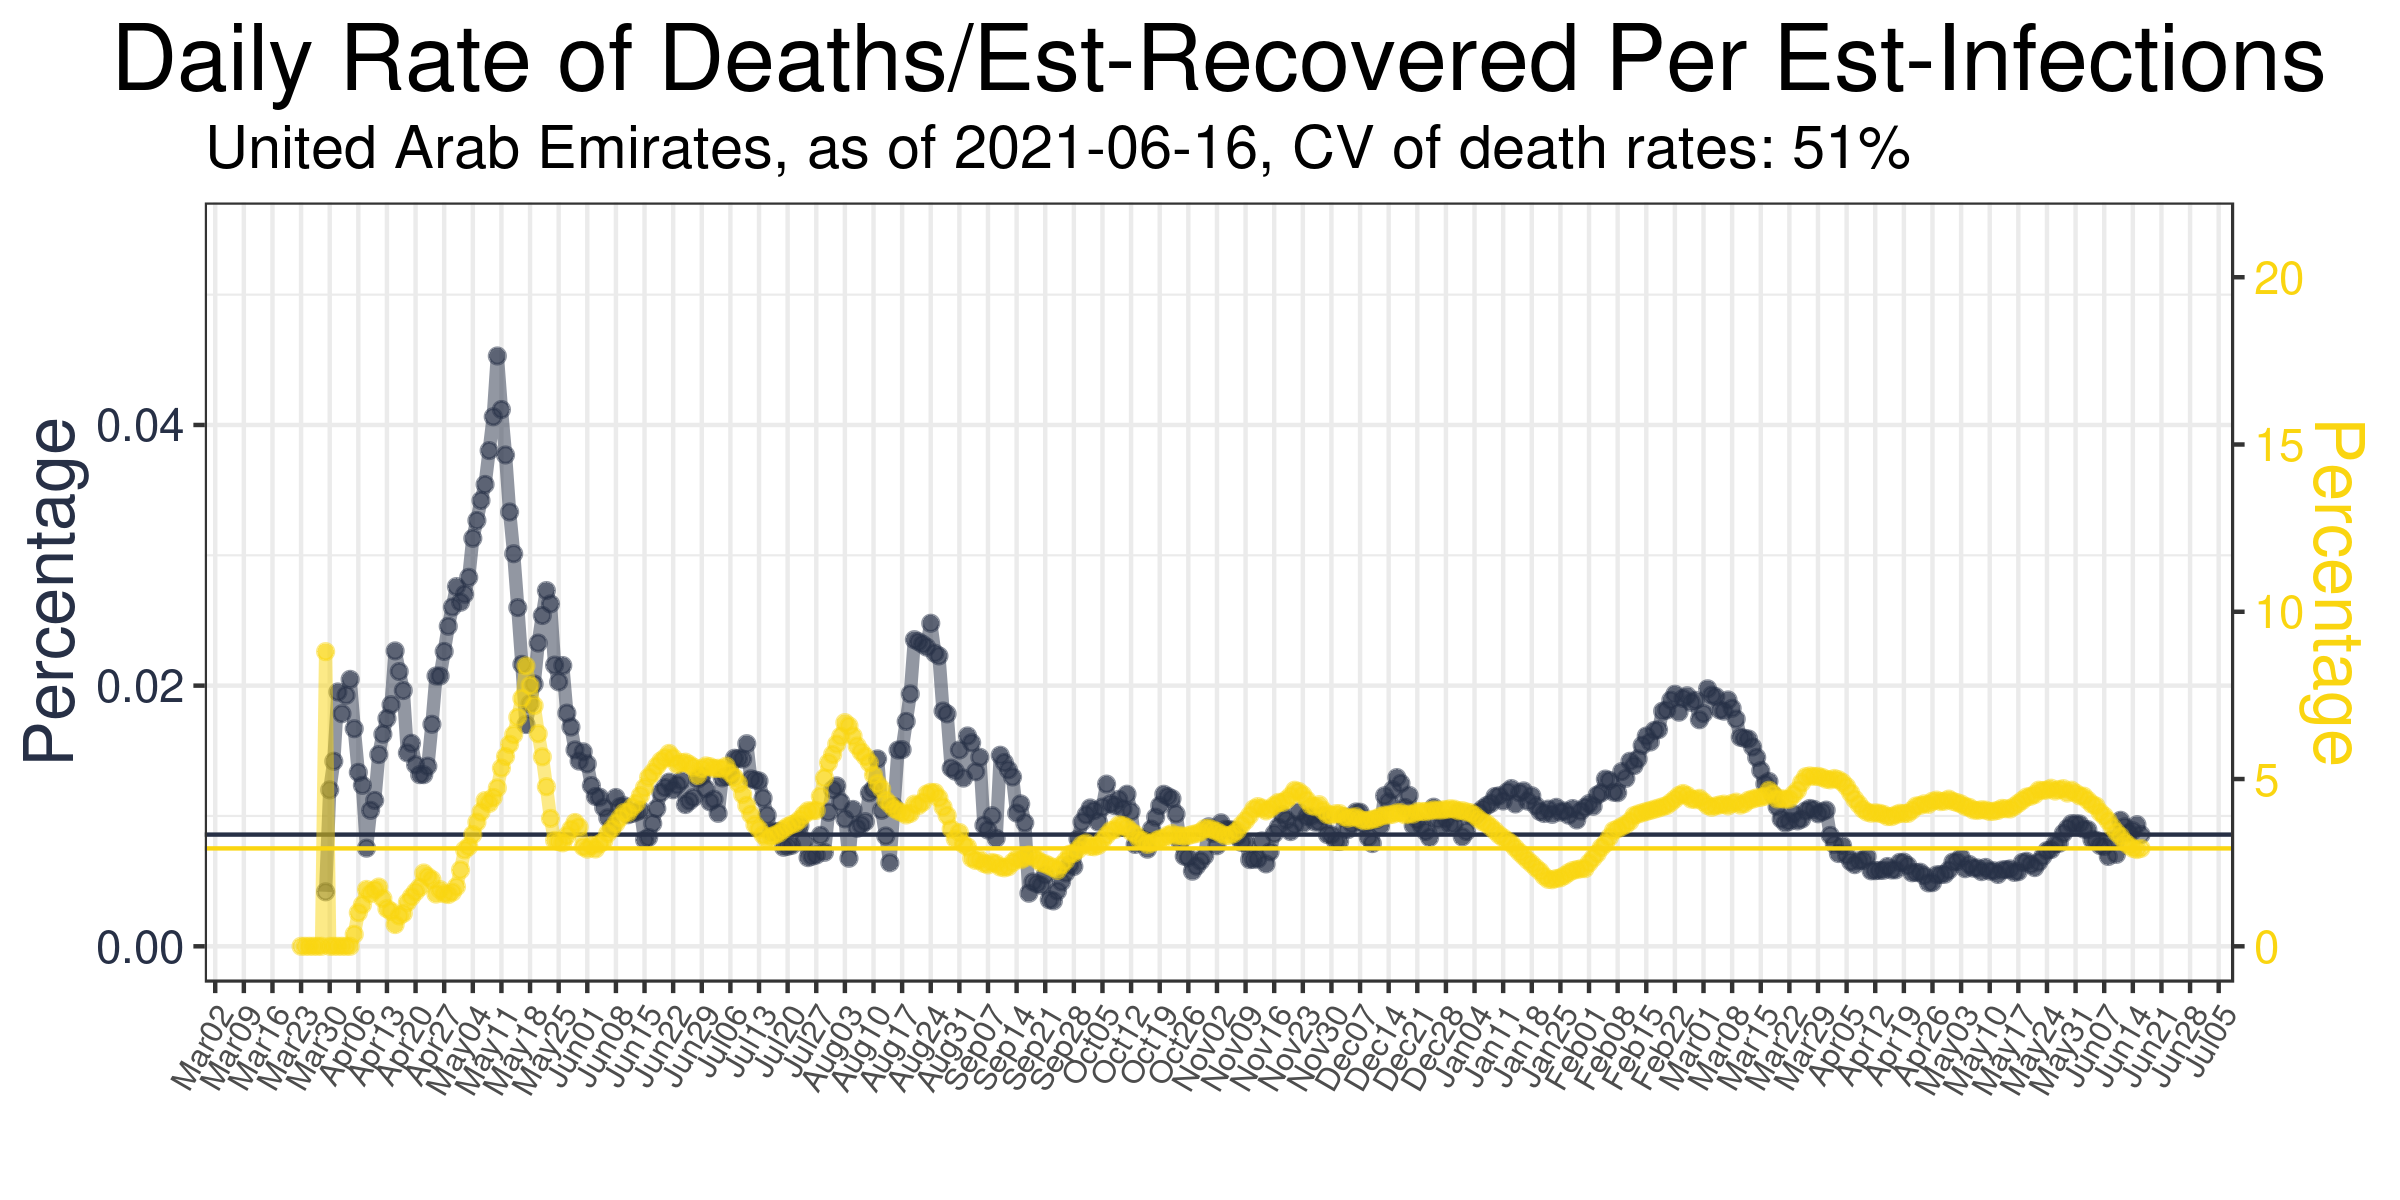 Daily Rate of Deaths/Est-Recovered Per Est-Infections
United Arab Emirates, as of 2021-06-16, CV of death rates: 51%
Percentage
0.04
0.02
0.00
20
15
10
5
0
Percentage
Mar02
Mar09
Mar16
Mar23
Mar30
Apr06
Apr13
Apr20
Apr27
May04
May11
May18
May25
Jun01
Jun08
Jun15
Jun22
Jun29
Jul06
Jul13
Jul20
Jul27
Aug03
Aug10
Aug17
Aug24
Aug31
Sep07
Sep14
Sep21
Sep28
Oct05
Oct12
Oct19
Oct26
Nov02
Nov09
Nov16
Nov23
Nov30
Dec07
Dec14
Dec21
Dec28
Jan04
Jan11
Jan18
Jan25
Feb01
Feb08
Feb15
Feb22
Mar01
Mar08
Mar15
Mar22
Mar29
Apr05
Apr12
Apr19
Apr26
May03
May10
May17
May24
May31
Jun07
Jun14
Jun21
Jun28
Jul05